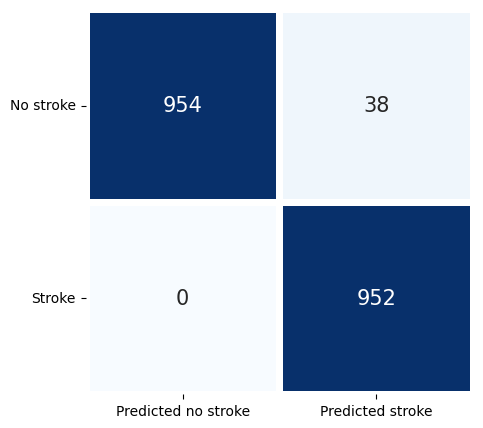 No stroke
954
38
Stroke
0
952
Predicted no stroke
Predicted stroke